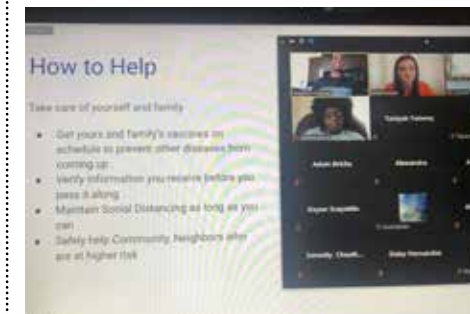 How to Help
Take care of yourself and family
Get yours and family's vaccines on
schedule to prevent other diseases from
coming up
Verify information you receive before you
pass it along
Maintain Social Distancing as long as you
can
Safely help Community, Neighbors who
are at higher risk
Adam
Alexandra